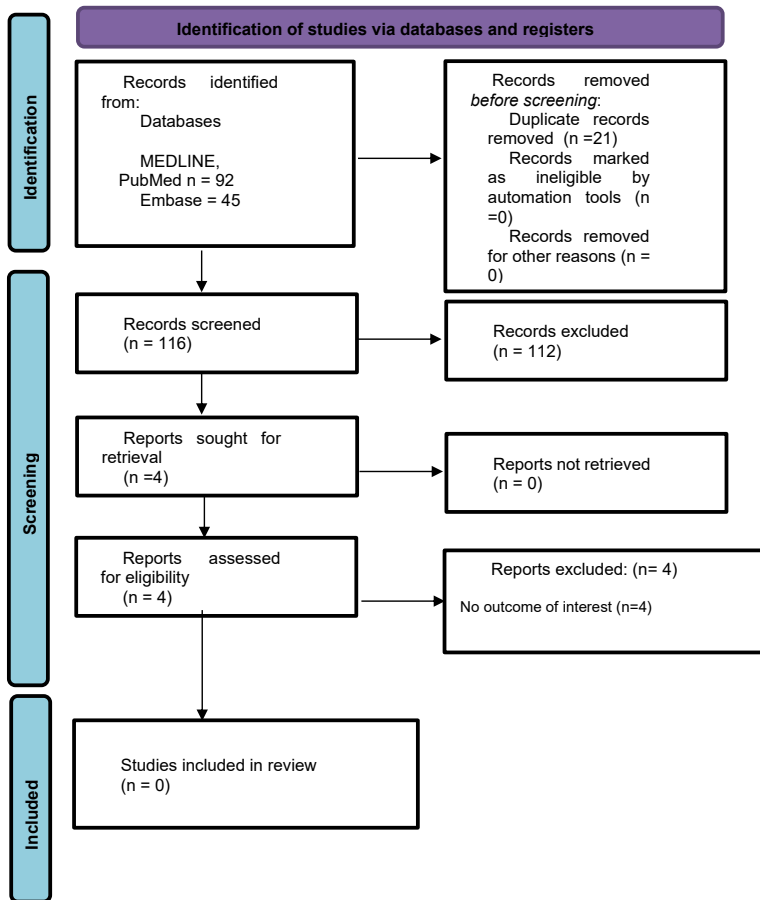 Identification of studies via databases and registers
Identification
Records identified
from:
Databases
MEDLINE,
PubMed n = 92
Embase = 45
Records removed
before screening:
Duplicate records
removed (n =21)
Records marked
as ineligible by
automation tools (n
=0)
Records removed
for other reasons (n =
0)
Screening
Records screened
(n = 116)
Records excluded
(n = 112)
Reports sought for
retrieval
(n =4)
Reports not retrieved
(n = 0)
Reports assessed
for eligibility
(n = 4)
Reports excluded: (n= 4)
No outcome of interest (n=4)
Included
Studies included in review
(n = 0)